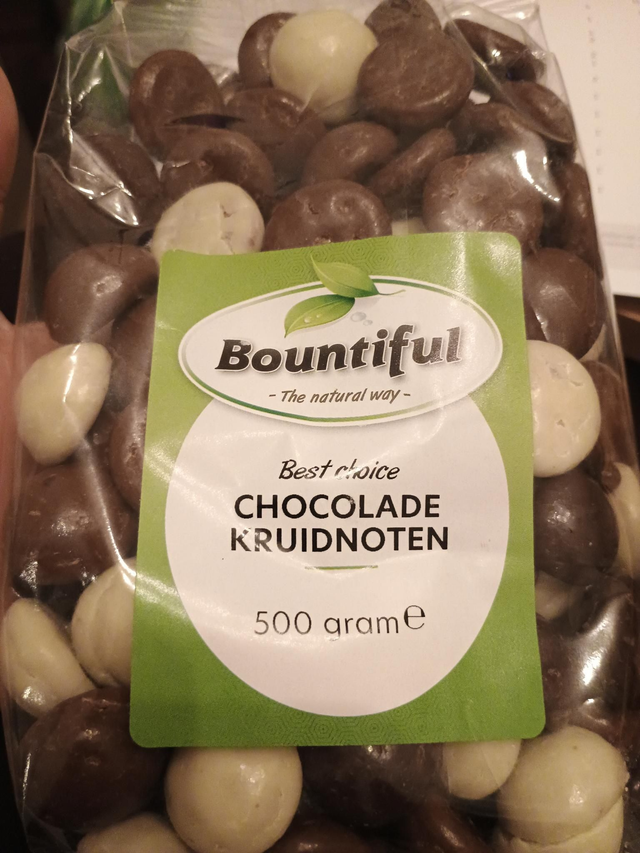 Bountiful
- The natural way -
Best choice
CHOCOLADE
KRUIDNOTEN
500 gram e